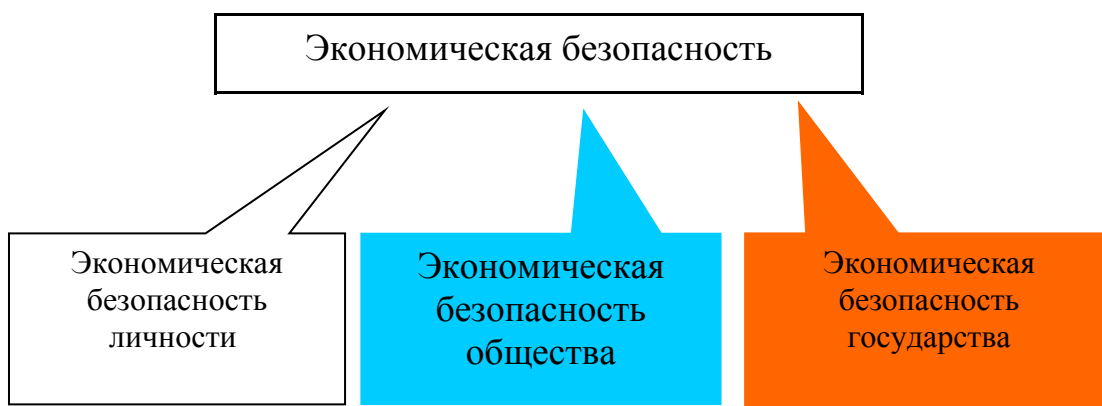 Экономическая безопасность
Экономическая
безопасность
личности
Экономическая
безопасность
общества
Экономическая
безопасность
государства